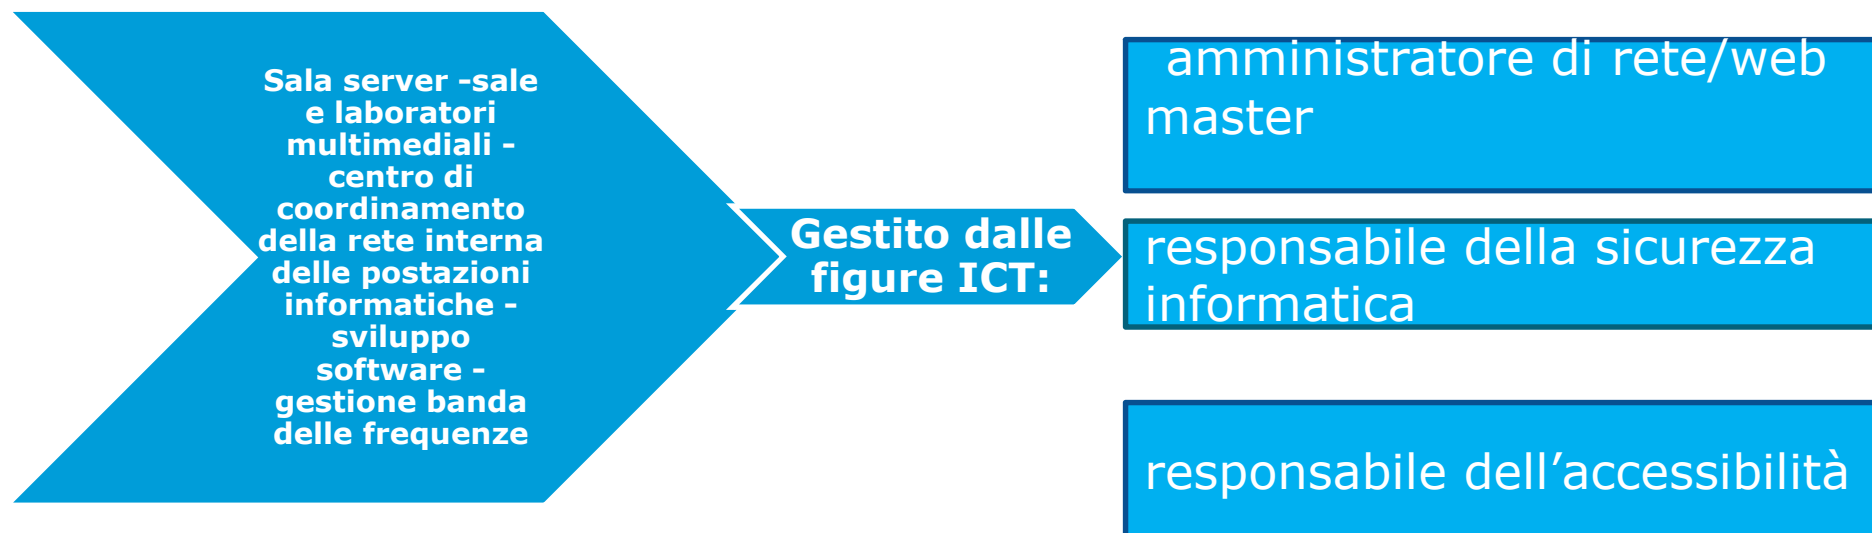 Sala server –sale
e laboratori
multimediali –
centro di
coordinamento
della rete interna
delle postazioni
informatiche –
sviluppo
software –
gestione banda
delle frequenze
Gestito dalle
figure ICT:
amministratore di rete/web
master
responsabile della sicurezza
informatica
responsabile dell’accessibilità